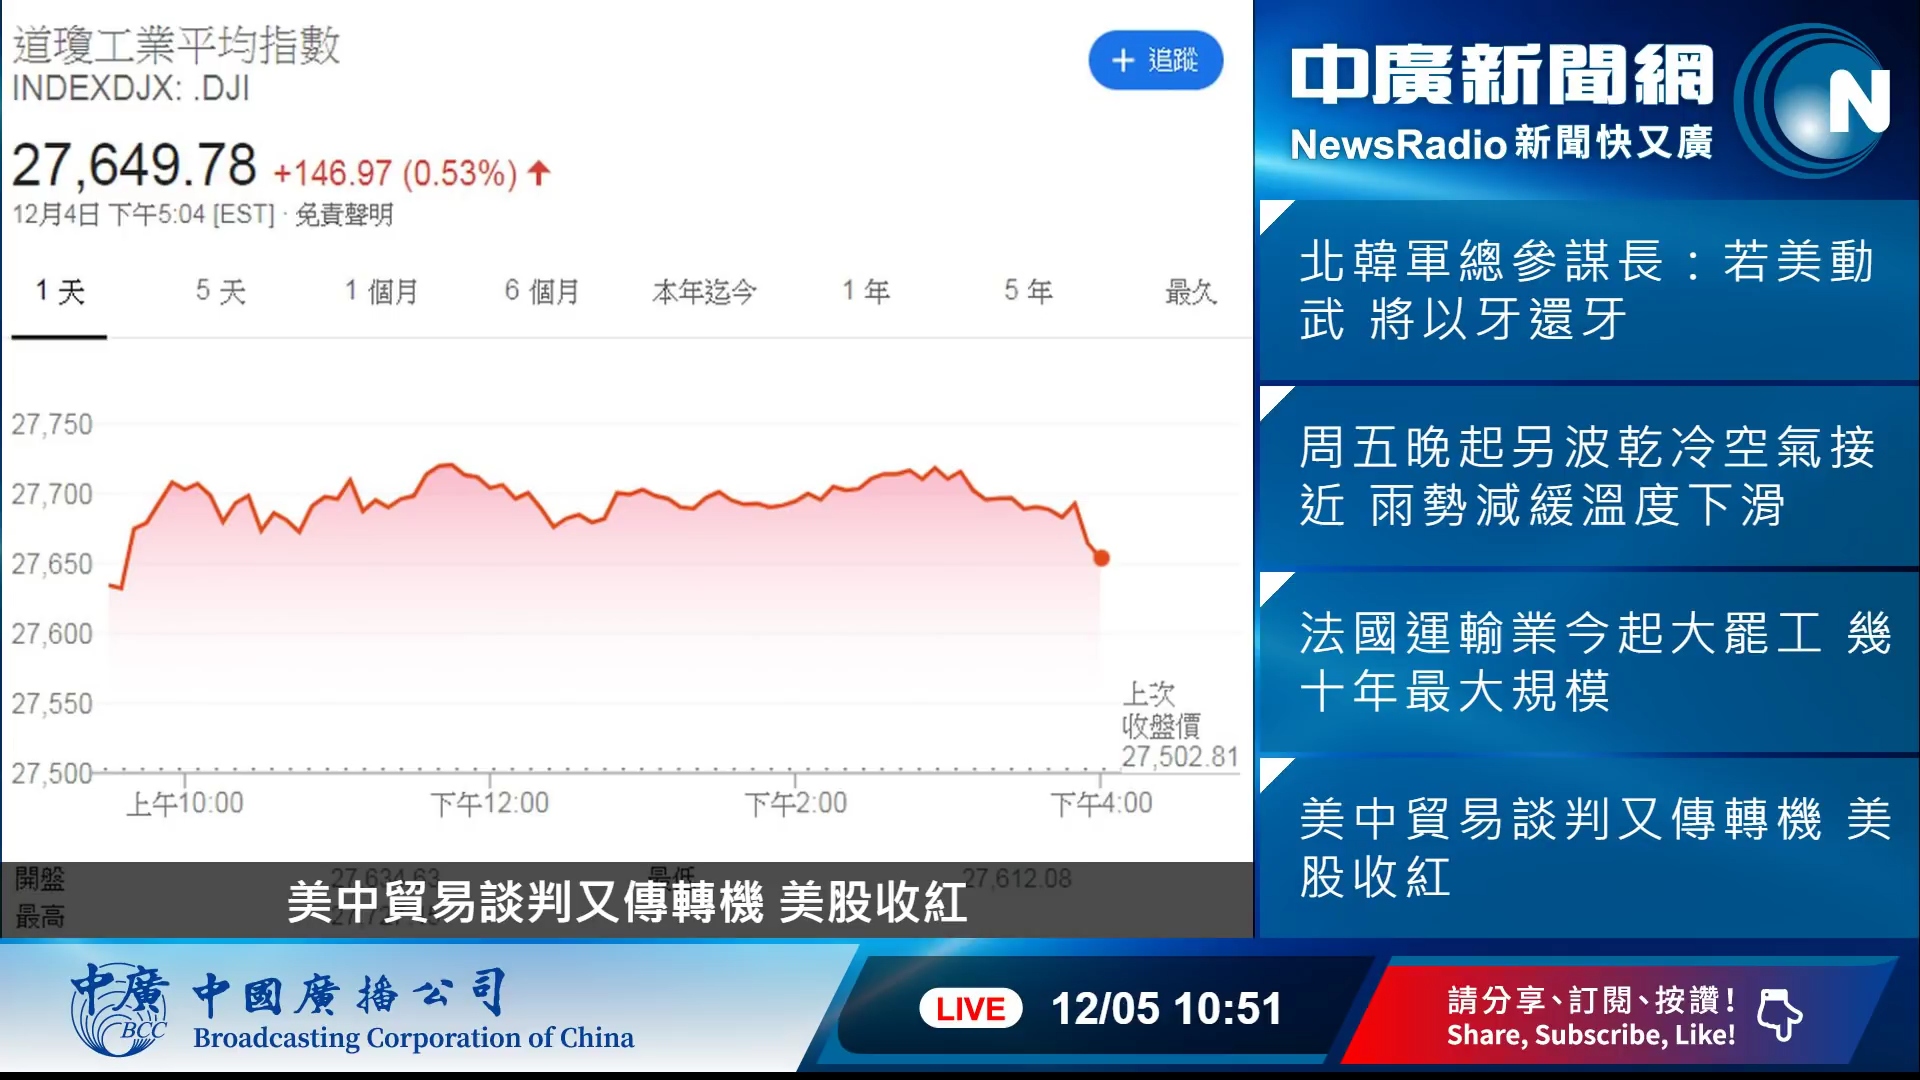 道瓊工業平均指數
INDEXDJX: .DJI
+ 追蹤
27,649.78 +146.97 (0.53%)
12月4日 下午5:04 [EST] · 免責聲明
1 天 5 天 1 個月 6 個月 本年迄今 1 年 5 年 最久
27,750
27,700
27,650
27,600
27,550
27,500
上次
收盤價
27,502.81
上午10:00 下午12:00 下午2:00 下午4:00
開盤 27,634.63 最低 27,612.08
最高
美中貿易談判又傳轉機 美股收紅
中廣新聞網
NewsRadio 新聞快又廣
N
北韓軍總參謀長：若美動
武 將以牙還牙
周五晚起另波乾冷空氣接
近 雨勢減緩溫度下滑
法國運輸業今起大罷工 幾
十年最大規模
美中貿易談判又傳轉機 美
股收紅
中廣
BCC
中國廣播公司
Broadcasting Corporation of China
LIVE 12/05 10:51
請分享、訂閱、按讚！
Share, Subscribe, Like!